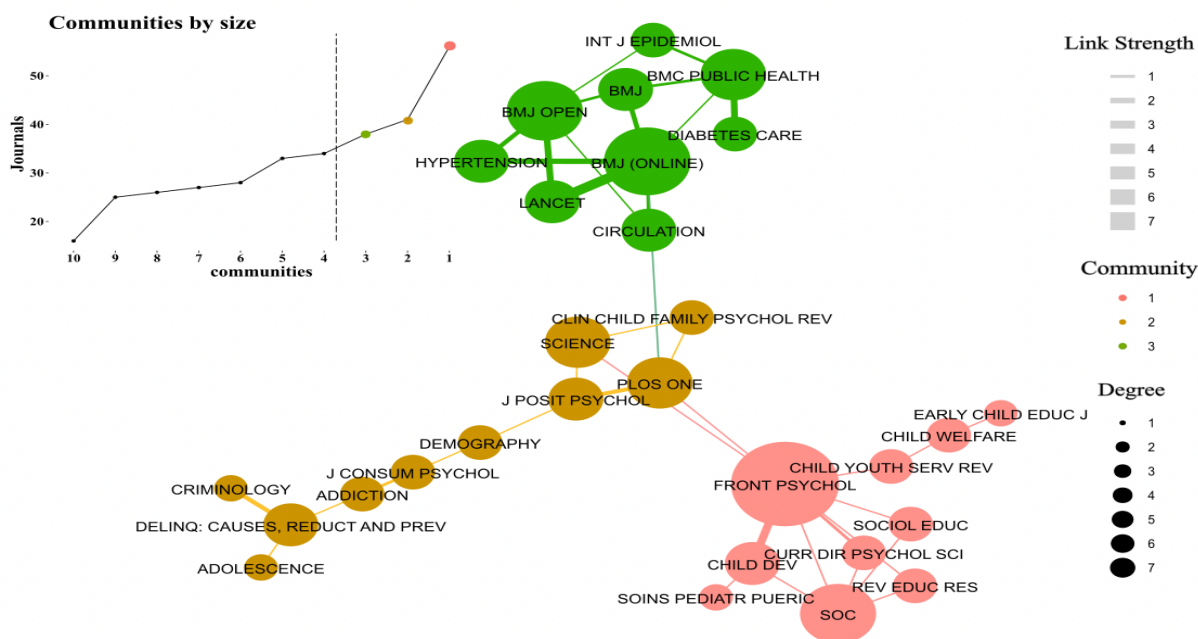 Communities by size
50
40
30
20
Journals
10 9 8 7 6 5 4 3 2 1
communities
INT J EPIDEMIOL
BMC PUBLIC HEALTH
BMJ
BMJ OPEN
DIABETES CARE
HYPERTENSION
BMJ (ONLINE)
LANCET
CIRCULATION
CLIN CHILD FAMILY PSYCHOL REV
SCIENCE
PLOS ONE
J POSIT PSYCHOL
DEMOGRAPHY
J CONSUM PSYCHOL
CRIMINOLOGY
ADDICTION
DELINQ: CAUSES, REDUCT AND PREV
ADOLESCENCE
EARLY CHILD EDUC J
CHILD WELFARE
CHILD YOUTH SERV REV
FRONT PSYCHOL
SOCIOL EDUC
CURR DIR PSYCHOL SCI
CHILD DEV
REV EDUC RES
SOINS PEDIATR PUERIC
SOC
Link Strength
1
2
3
4
5
6
7
Community
1
2
3
Degree
1
2
3
4
5
6
7